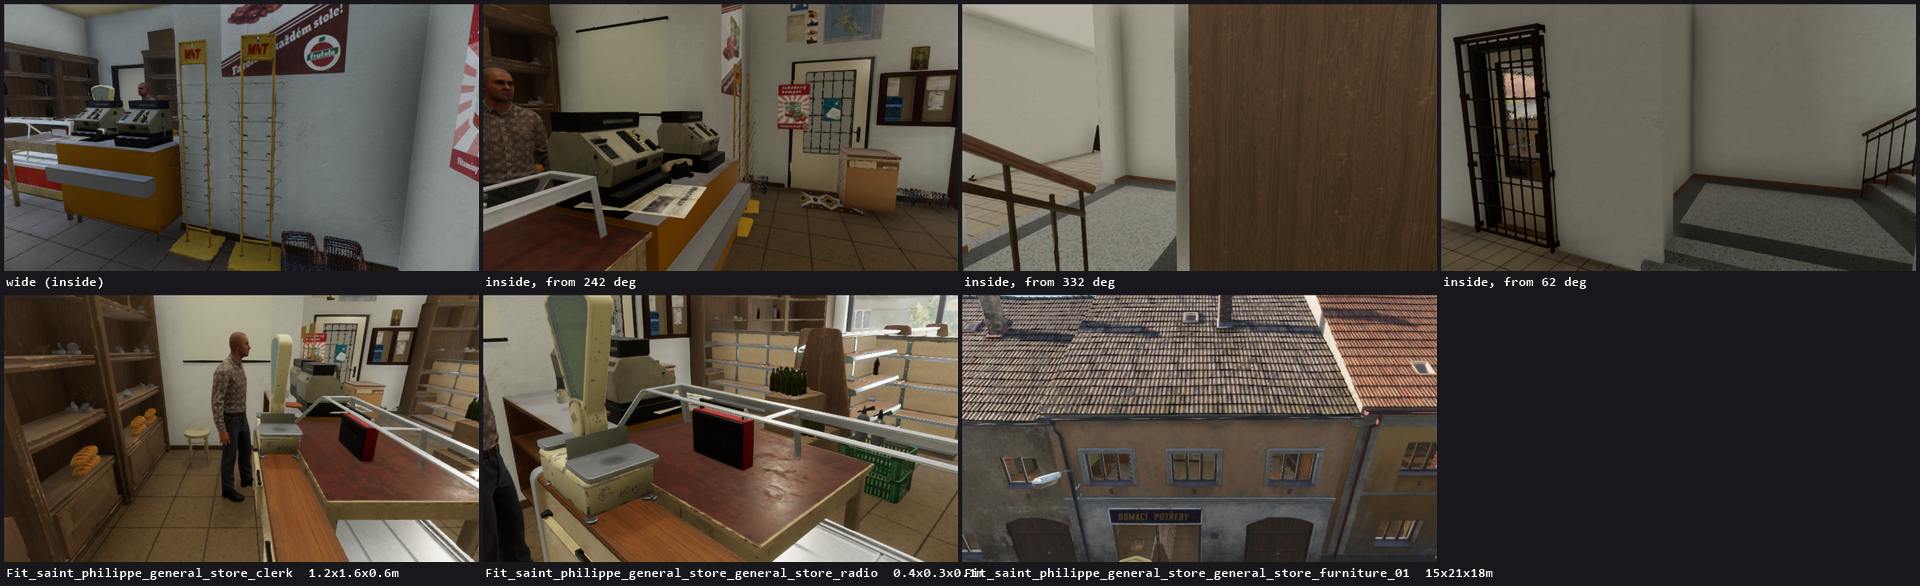 MNT
MNT
každém stole!
fruta
wide (inside)
inside, from 242 deg
inside, from 332 deg
inside, from 62 deg
Fit_saint_philippe_general_store_clerk 1.2x1.6x0.6m
Fit_saint_philippe_general_store_general_store_radio 0.4x0.3x0.
DOMÁCÍ POTŘEBY
Fit_saint_philippe_general_store_general_store_furniture_01 15x21x18m